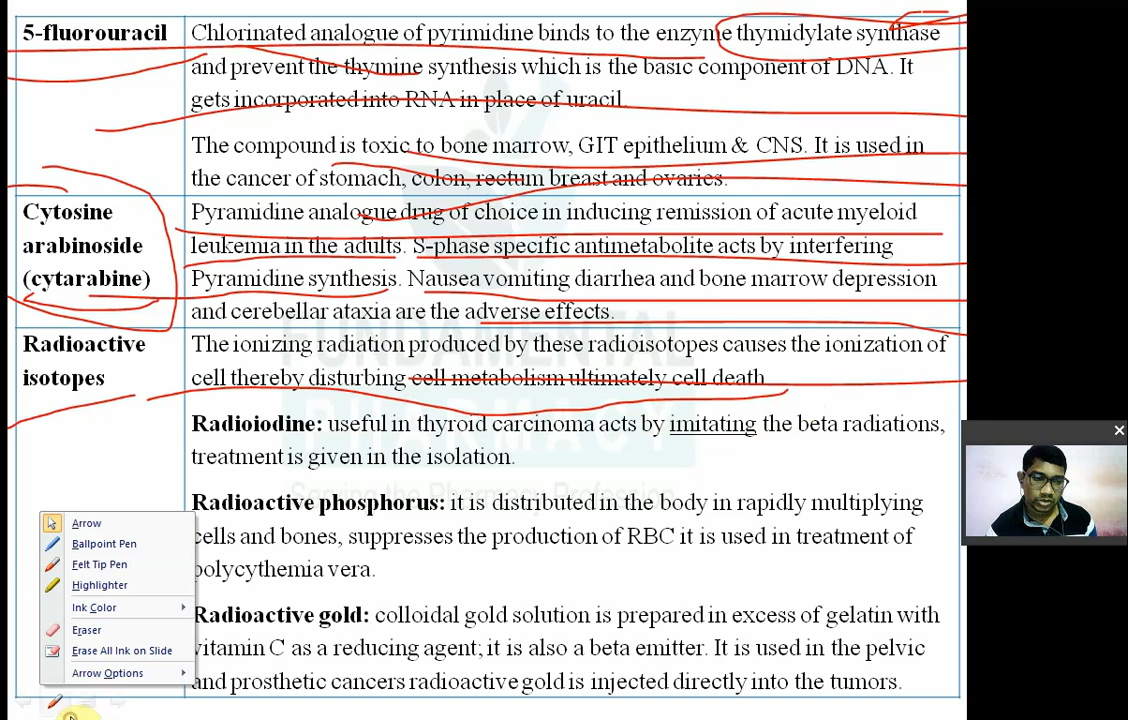 5-fluorouracil
Chlorinated analogue of pyrimidine binds to the enzyme thymidylate synthase
and prevent the thymine synthesis which is the basic component of DNA. It
gets incorporated into RNA in place of uracil.
The compound is toxic to bone marrow, GIT epithelium & CNS. It is used in
the cancer of stomach, colon, rectum breast and ovaries.
Cytosine
arabinoside
(cytarabine)
Pyramidine analogue drug of choice in inducing remission of acute myeloid
leukemia in the adults. S-phase specific antimetabolite acts by interfering
Pyramidine synthesis. Nausea vomiting diarrhea and bone marrow depression
and cerebellar ataxia are the adverse effects.
Radioactive
isotopes
The ionizing radiation produced by these radioisotopes causes the ionization of
cell thereby disturbing cell metabolism ultimately cell death
Radioiodine: useful in thyroid carcinoma acts by imitating the beta radiations,
treatment is given in the isolation.
Radioactive phosphorus: it is distributed in the body in rapidly multiplying
cells and bones, suppresses the production of RBC it is used in treatment of
polycythemia vera.
Radioactive gold: colloidal gold solution is prepared in excess of gelatin with
vitamin C as a reducing agent; it is also a beta emitter. It is used in the pelvic
and prosthetic cancers radioactive gold is injected directly into the tumors.
FUNDAMENTAL
PHARMACY
Serving the Pharmacy Profession
Arrow
Ballpoint Pen
Felt Tip Pen
Highlighter
Ink Color
Eraser
Erase All Ink on Slide
Arrow Options